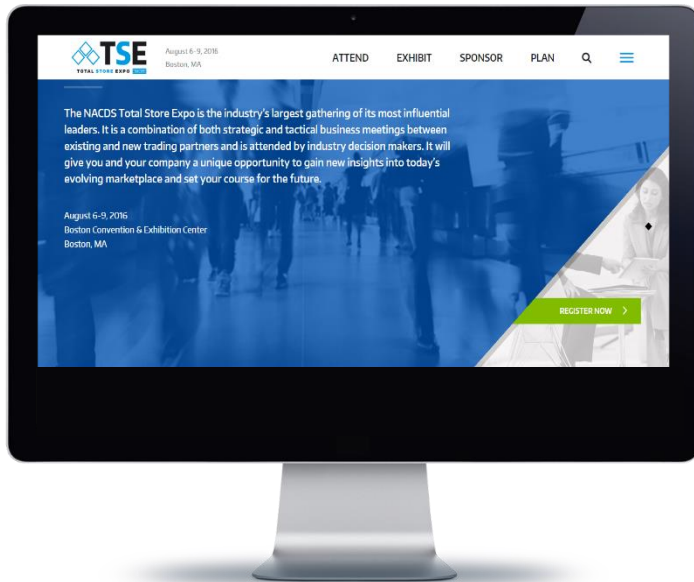 TSE
TOTAL STORE EXPO NACDS
August 6-9, 2016
Boston, MA
ATTEND EXHIBIT SPONSOR PLAN
The NACDS Total Store Expo is the industry's largest gathering of its most influential
leaders. It is a combination of both strategic and tactical business meetings between
existing and new trading partners and is attended by industry decision makers. It will
give you and your company a unique opportunity to gain new insights into today's
evolving marketplace and set your course for the future.
August 6-9, 2016
Boston Convention & Exhibition Center
Boston, MA
REGISTER NOW